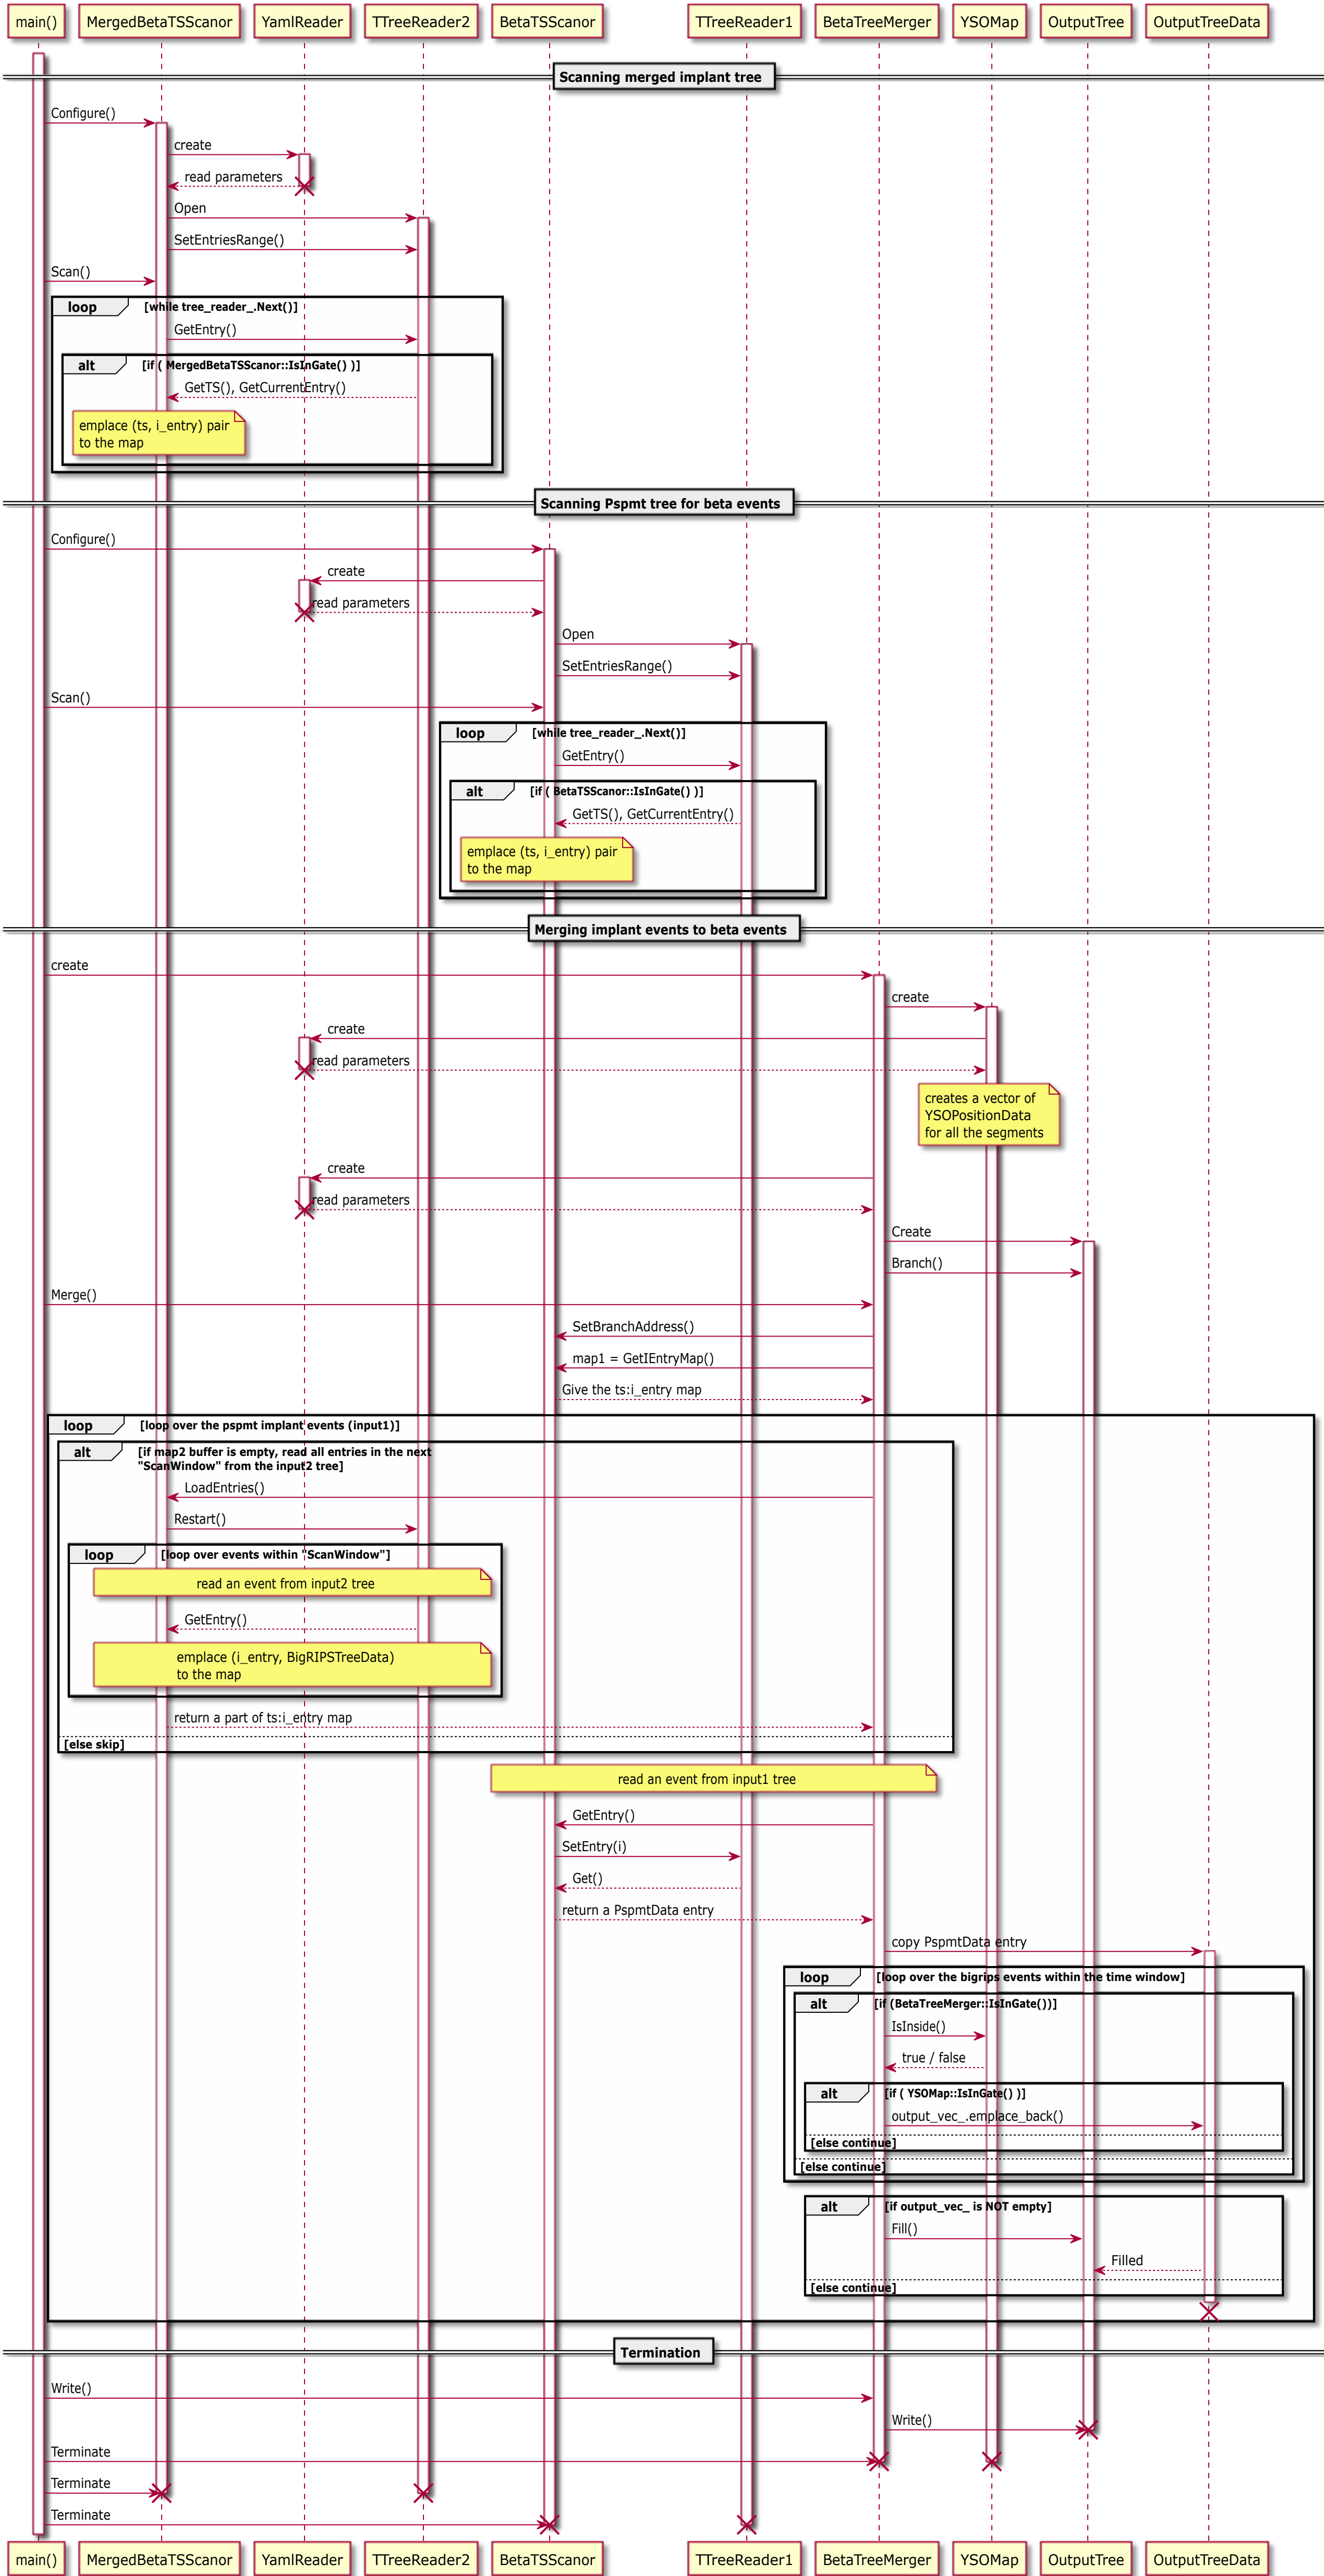 main() MergedBetaTSScanor YamlReader TTreeReader2 BetaTSScanor TTreeReader1 BetaTreeMerger YSOMap OutputTree OutputTreeData
Scanning merged implant tree
Configure()
create
read parameters
Open
SetEntriesRange()
Scan()
loop [while tree_reader_.Next()]
GetEntry()
alt [if ( MergedBetaTSScanor::IsInGate() )]
GetTS(), GetCurrentEntry()
emplace (ts, i_entry) pair
to the map
Scanning Pspmt tree for beta events
Configure()
create
read parameters
Open
SetEntriesRange()
Scan()
loop [while tree_reader_.Next()]
GetEntry()
alt [if ( BetaTSScanor::IsInGate() )]
GetTS(), GetCurrentEntry()
emplace (ts, i_entry) pair
to the map
Merging implant events to beta events
create
create
create
read parameters
creates a vector of
YSOPositionData
for all the segments
create
read parameters
Create
Branch()
Merge()
SetBranchAddress()
map1 = GetIEntryMap()
Give the ts:i_entry map
loop [loop over the pspmt implant events (input1)]
alt [if map2 buffer is empty, read all entries in the next
"ScanWindow" from the input2 tree]
LoadEntries()
Restart()
loop [loop over events within "ScanWindow"]
read an event from input2 tree
GetEntry()
emplace (i_entry, BigRIPSTreeData)
to the map
return a part of ts:i_entry map
[else skip]
read an event from input1 tree
GetEntry()
SetEntry(i)
Get()
return a PspmtData entry
copy PspmtData entry
loop [loop over the bigrips events within the time window]
alt [if (BetaTreeMerger::IsInGate())]
IsInside()
true / false
alt [if ( YSOMap::IsInGate() )]
output_vec_.emplace_back()
[else continue]
[else continue]
alt [if output_vec_ is NOT empty]
Fill()
Filled
[else continue]
Termination
Write()
Write()
Terminate
Terminate
Terminate
main() MergedBetaTSScanor YamlReader TTreeReader2 BetaTSScanor TTreeReader1 BetaTreeMerger YSOMap OutputTree OutputTreeData